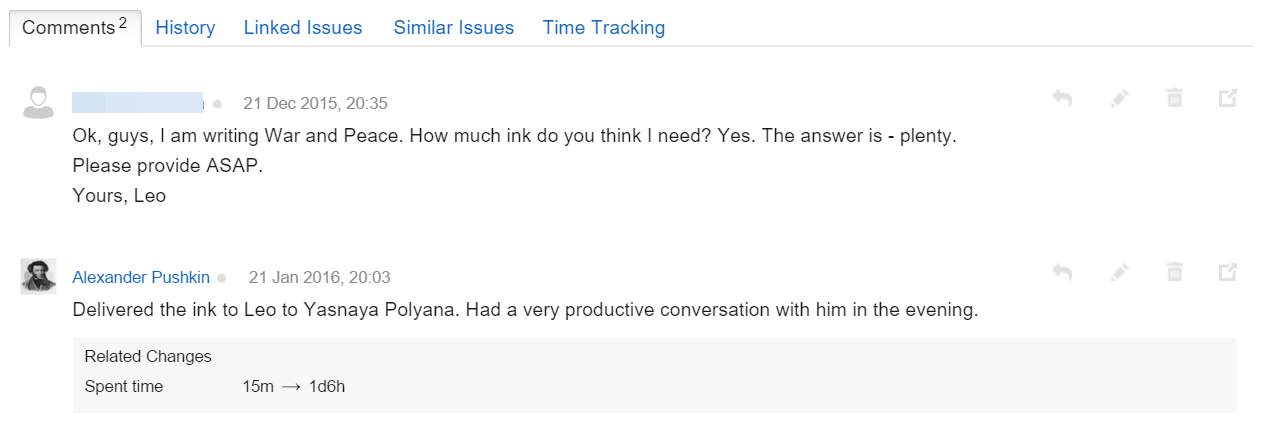 Comments 2 History Linked Issues Similar Issues Time Tracking
21 Dec 2015, 20:35
Ok, guys, I am writing War and Peace. How much ink do you think I need? Yes. The answer is - plenty.
Please provide ASAP.
Yours, Leo
Alexander Pushkin 21 Jan 2016, 20:03
Delivered the ink to Leo to Yasnaya Polyana. Had a very productive conversation with him in the evening.
Related Changes
Spent time 15m → 1d6h